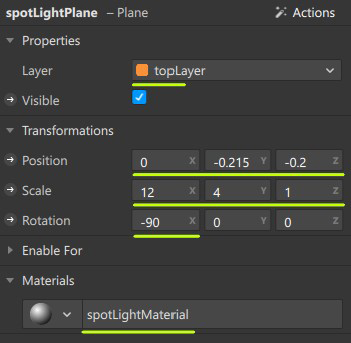 spotLightPlane – Plane Actions
Properties
Layer topLayer
Visible
Transformations
Position 0 X -0.215 Y -0.2 Z
Scale 12 X 4 Y 1 Z
Rotation -90 X 0 Y 0 Z
Enable For
Materials
spotLightMaterial